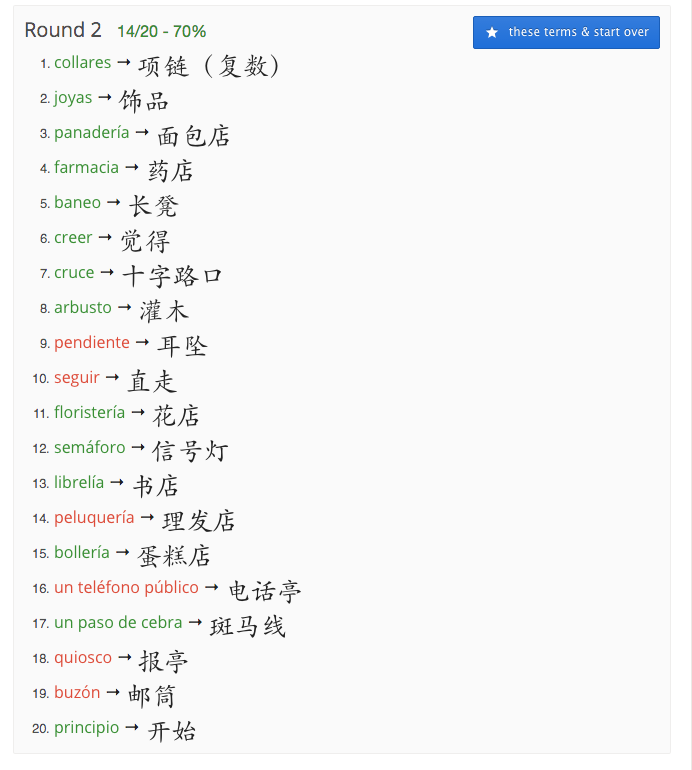 Round 2 14/20 - 70%
★ these terms & start over
1. collares → 项链（复数）
2. joyas → 饰品
3. panadería → 面包店
4. farmacia → 药店
5. baneo → 长凳
6. creer → 觉得
7. cruce → 十字路口
8. arbusto → 灌木
9. pendiente → 耳坠
10. seguir → 直走
11. floristería → 花店
12. semáforo → 信号灯
13. librelía → 书店
14. peluquería → 理发店
15. bollería → 蛋糕店
16. un teléfono público → 电话亭
17. un paso de cebra → 斑马线
18. quiosco → 报亭
19. buzón → 邮筒
20. principio → 开始